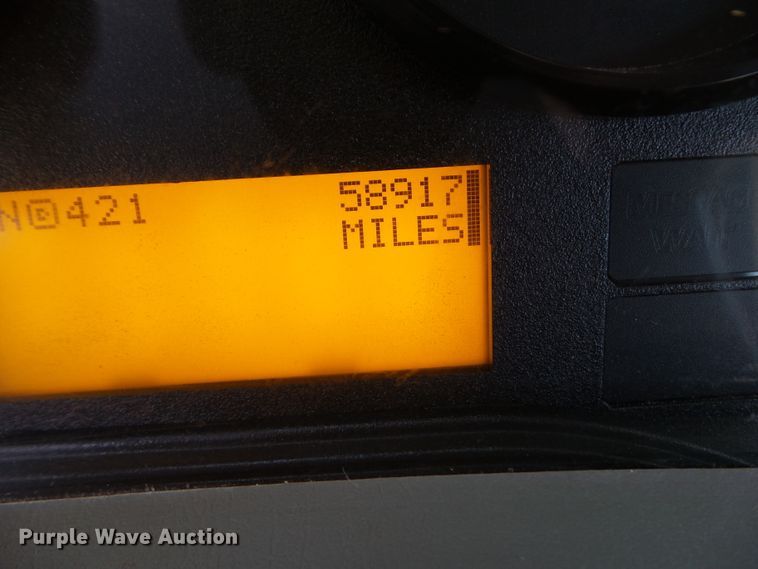 N 421 58917
MILES
Purple Wave Auction